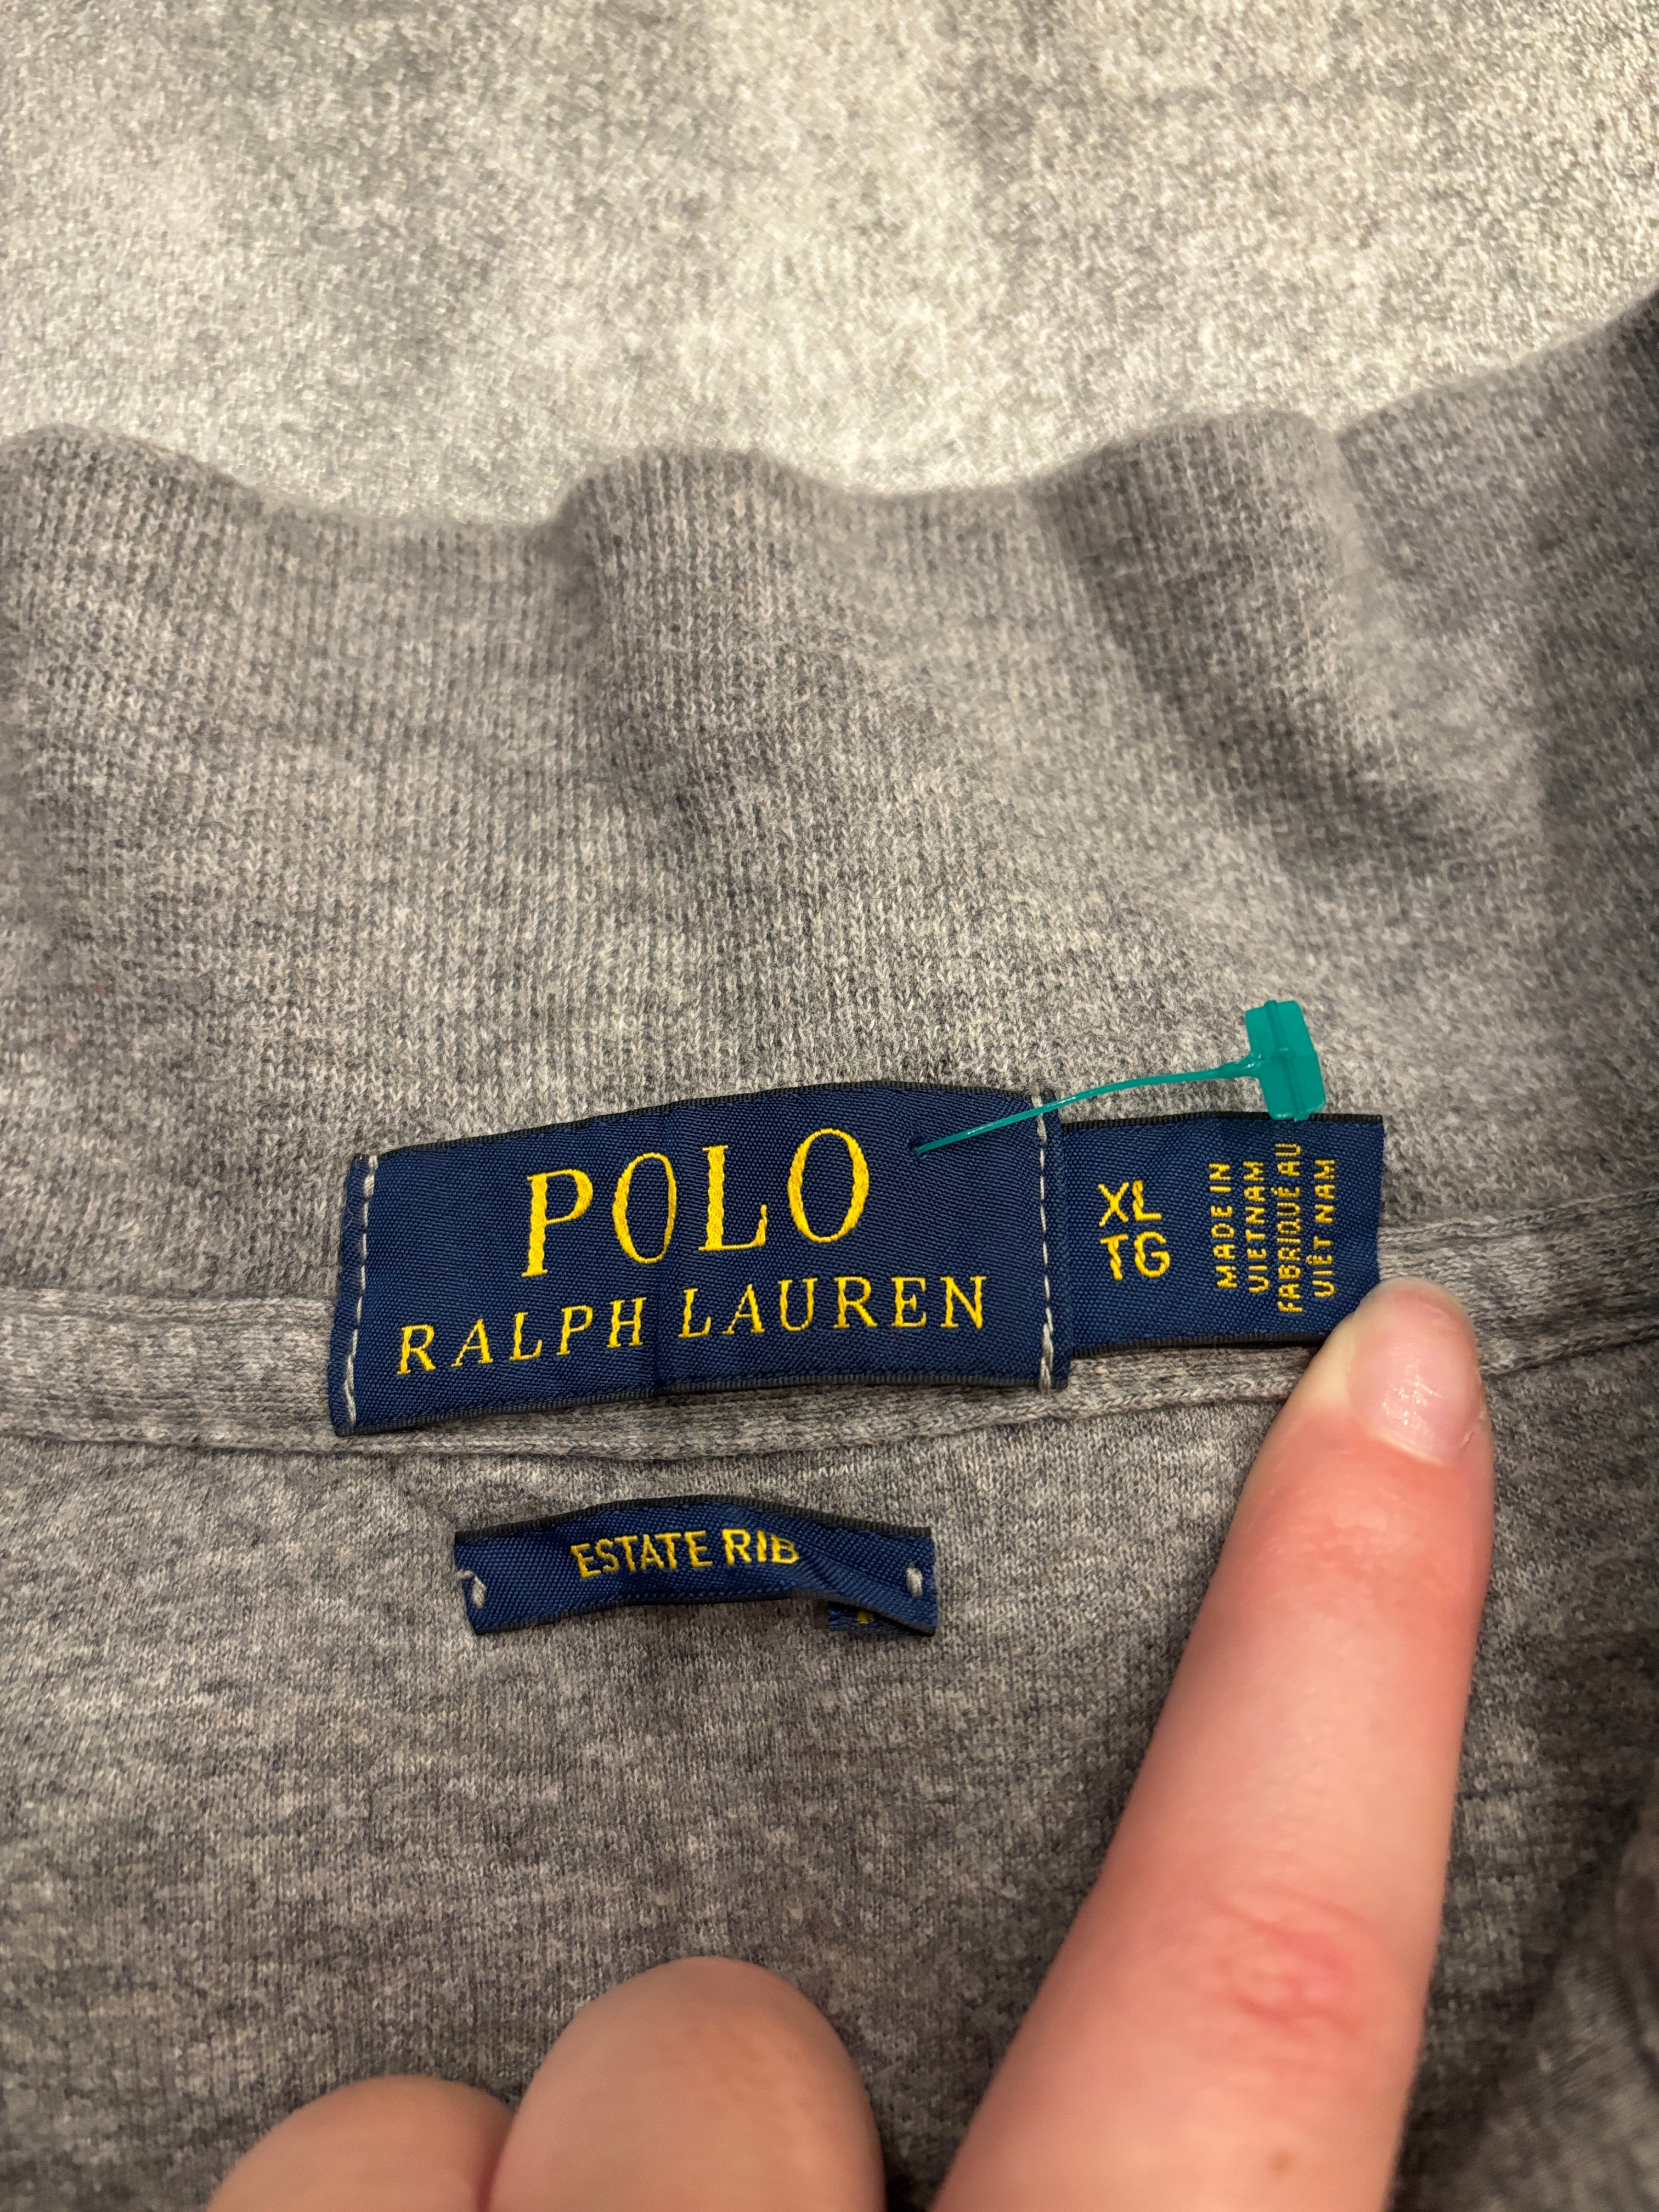 POLO
RALPH LAUREN
XL
TG
MADE IN
VIETNAM
FABRIQUÉ AU
VIÊT NAM
ESTATE RIB